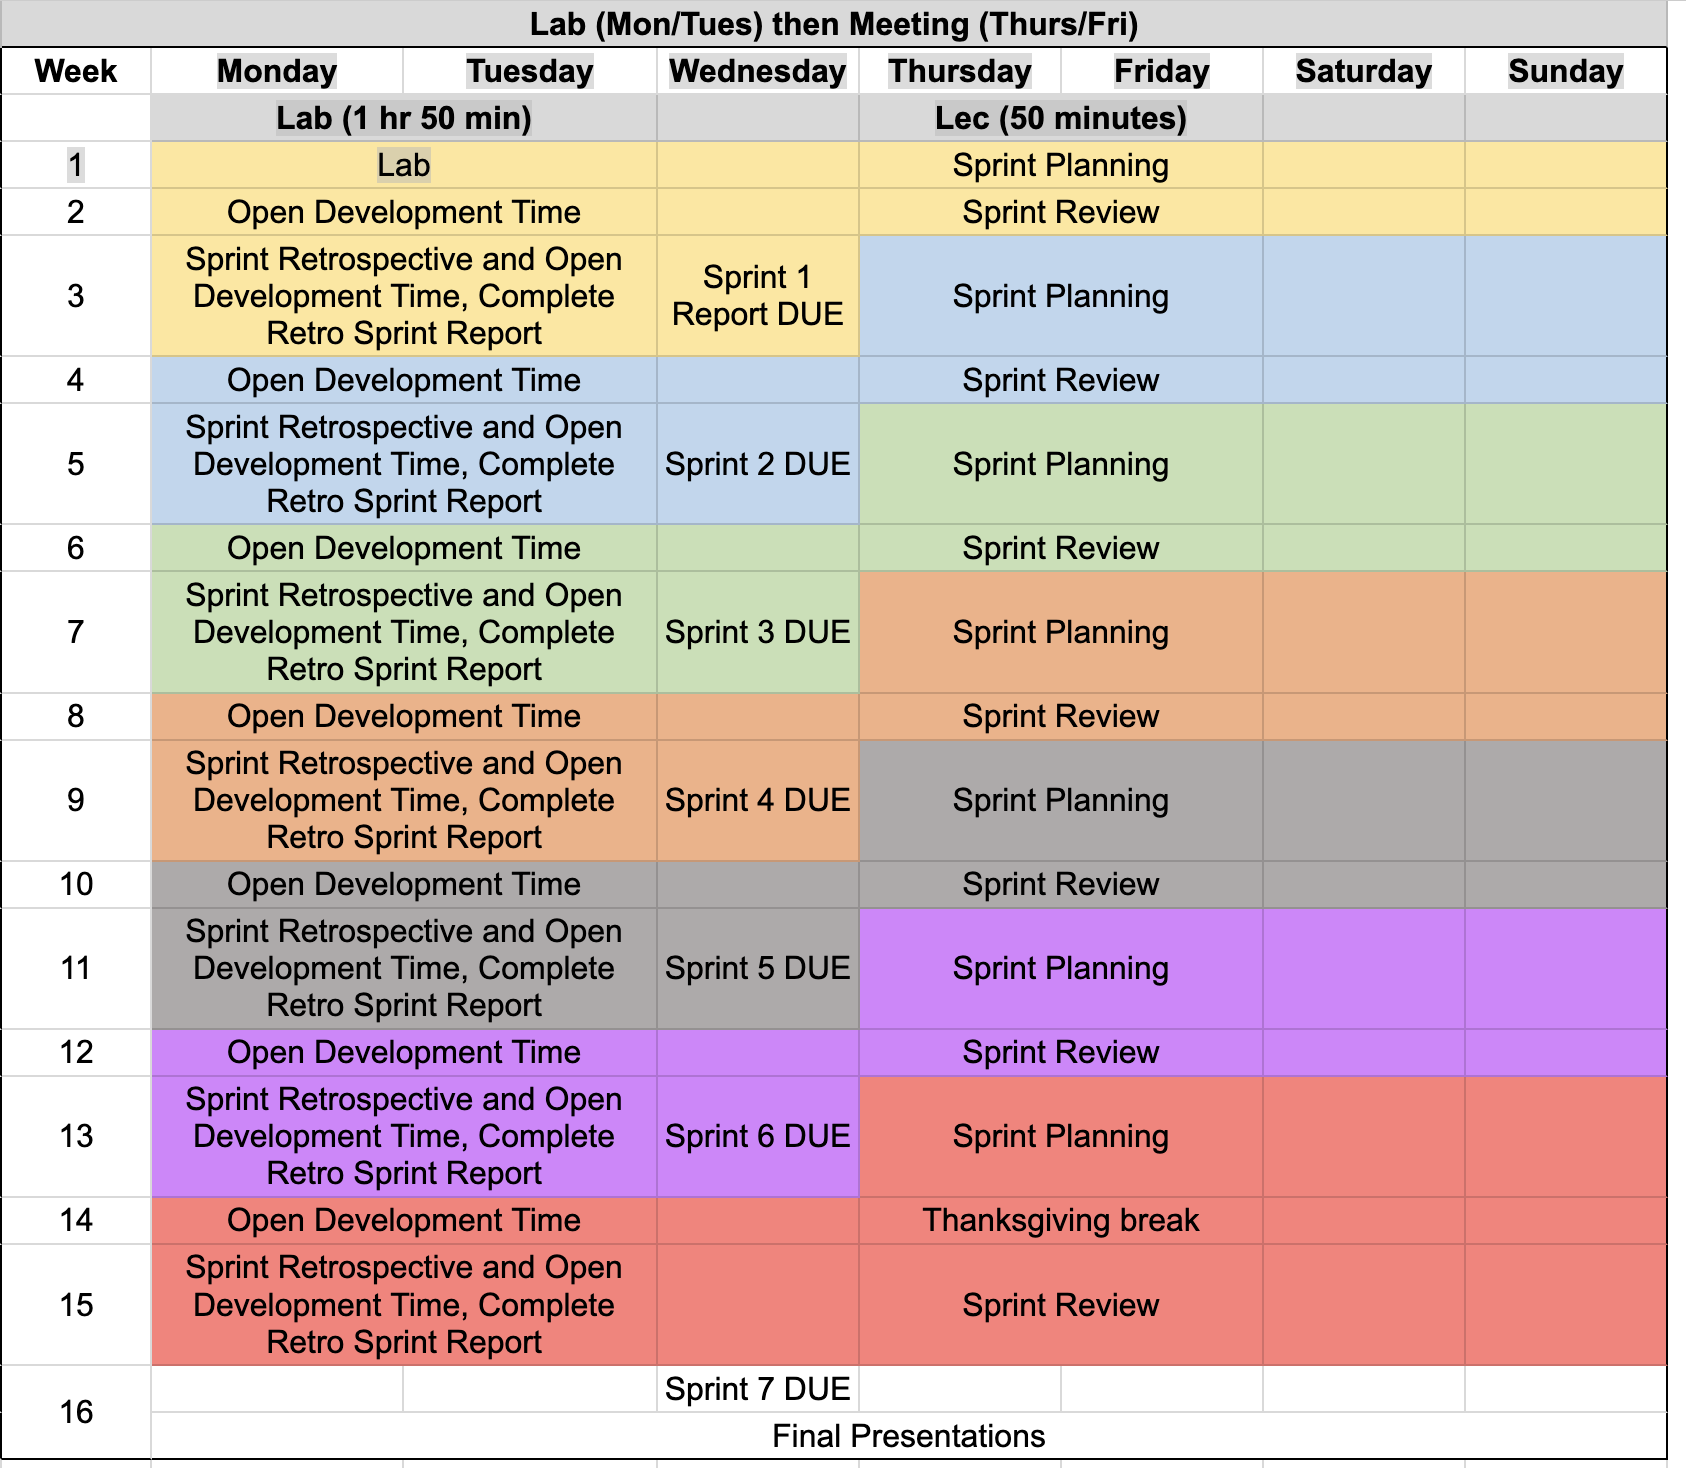 Lab (Mon/Tues) then Meeting (Thurs/Fri)
Week Monday Tuesday Wednesday Thursday Friday Saturday Sunday
Lab (1 hr 50 min) Lec (50 minutes)
1 Lab Sprint Planning
2 Open Development Time Sprint Review
3 Sprint Retrospective and Open
Development Time, Complete
Retro Sprint Report
Sprint 1
Report DUE
Sprint Planning
4 Open Development Time Sprint Review
5 Sprint Retrospective and Open
Development Time, Complete
Retro Sprint Report
Sprint 2 DUE
Sprint Planning
6 Open Development Time Sprint Review
7 Sprint Retrospective and Open
Development Time, Complete
Retro Sprint Report
Sprint 3 DUE
Sprint Planning
8 Open Development Time Sprint Review
9 Sprint Retrospective and Open
Development Time, Complete
Retro Sprint Report
Sprint 4 DUE
Sprint Planning
10 Open Development Time Sprint Review
11 Sprint Retrospective and Open
Development Time, Complete
Retro Sprint Report
Sprint 5 DUE
Sprint Planning
12 Open Development Time Sprint Review
13 Sprint Retrospective and Open
Development Time, Complete
Retro Sprint Report
Sprint 6 DUE
Sprint Planning
14 Open Development Time Thanksgiving break
15 Sprint Retrospective and Open
Development Time, Complete
Retro Sprint Report
Sprint Review
16 Sprint 7 DUE
Final Presentations